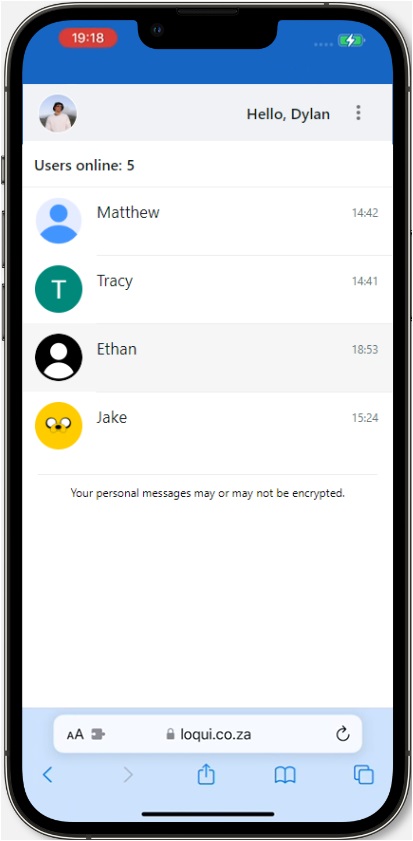 19:18
Hello, Dylan
Users online: 5
Matthew 14:42
T
Tracy 14:41
Ethan 18:53
Jake 15:24
Your personal messages may or may not be encrypted.
AA loqui.co.za